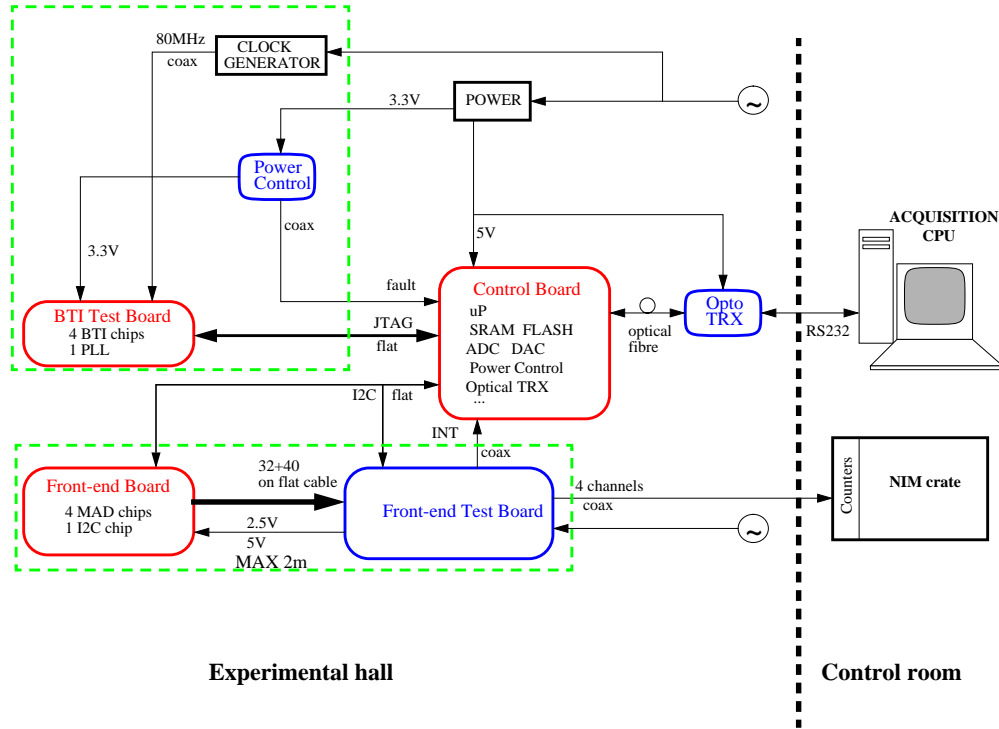 80MHz
coax
CLOCK
GENERATOR
3.3V
POWER
~
Power
Control
coax
5V
3.3V
ACQUISITION
CPU
fault
BTI Test Board
4 BTI chips
1 PLL
JTAG
flat
Control Board
uP
SRAM FLASH
ADC DAC
Power Control
Optical TRX
...
optical
fibre
Opto
TRX
RS232
I2C
flat
INT
coax
Front-end Board
4 MAD chips
1 I2C chip
32+40
on flat cable
2.5V
5V
MAX 2m
Front-end Test Board
4 channels
coax
~
Counters
NIM crate
Experimental hall
Control room